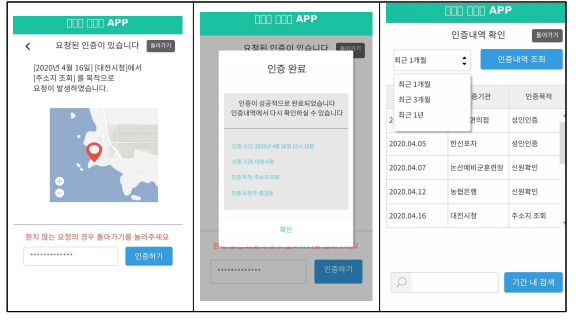 APP
요청된 인증이 있습니다 돌아가기
[2020년 4월 16일] [대전시청]에서
[주소지 조회] 를 목적으로
요청이 발생하였습니다.
원치 않는 요청의 경우 돌아가기를 눌러주세요
************* 인증하기
APP
요청된 인증이 있습니다 돌아가기
인증 완료
인증이 성공적으로 완료되었습니다
인증내역에서 다시 확인하실 수 있습니다
인증 시간: 2020년 4월 16일 15시 16분
인증 기관: 대전시청
인증 목적: 주소지 조회
인증 요청자: 홍길동
확인
************* 인증하기
APP
인증내역 확인 돌아가기
최근 1개월 인증내역 조회
최근 1개월
최근 3개월
최근 1년
증기관 인증목적
편의점 성인인증
2020.04.05 한신포차 성인인증
2020.04.07 논산예비군훈련장 신원확인
2020.04.12 농협은행 신원확인
2020.04.16 대전시청 주소지 조회
기간 내 검색